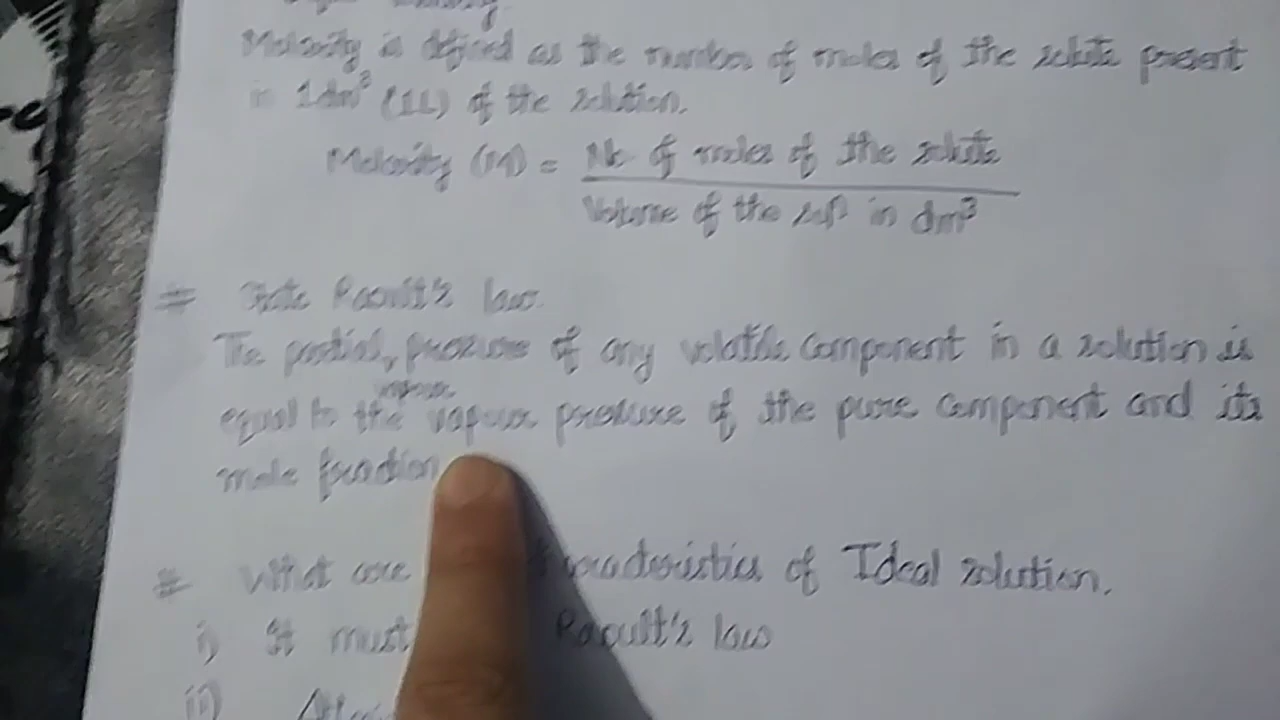 Molarity is defined as the number of moles of the solute present
in 1dm³ (1L) of the solution.
Molarity (M) = No of moles of the solute
Volume of the solⁿ in dm³
# State Raoult's law.
The partial, pressure of any volatile component in a solution is
vapour
equal to the vapour pressure of the pure component and its
mole fraction
# What are characteristics of Ideal solution.
i) It must Raoult's law
ii)